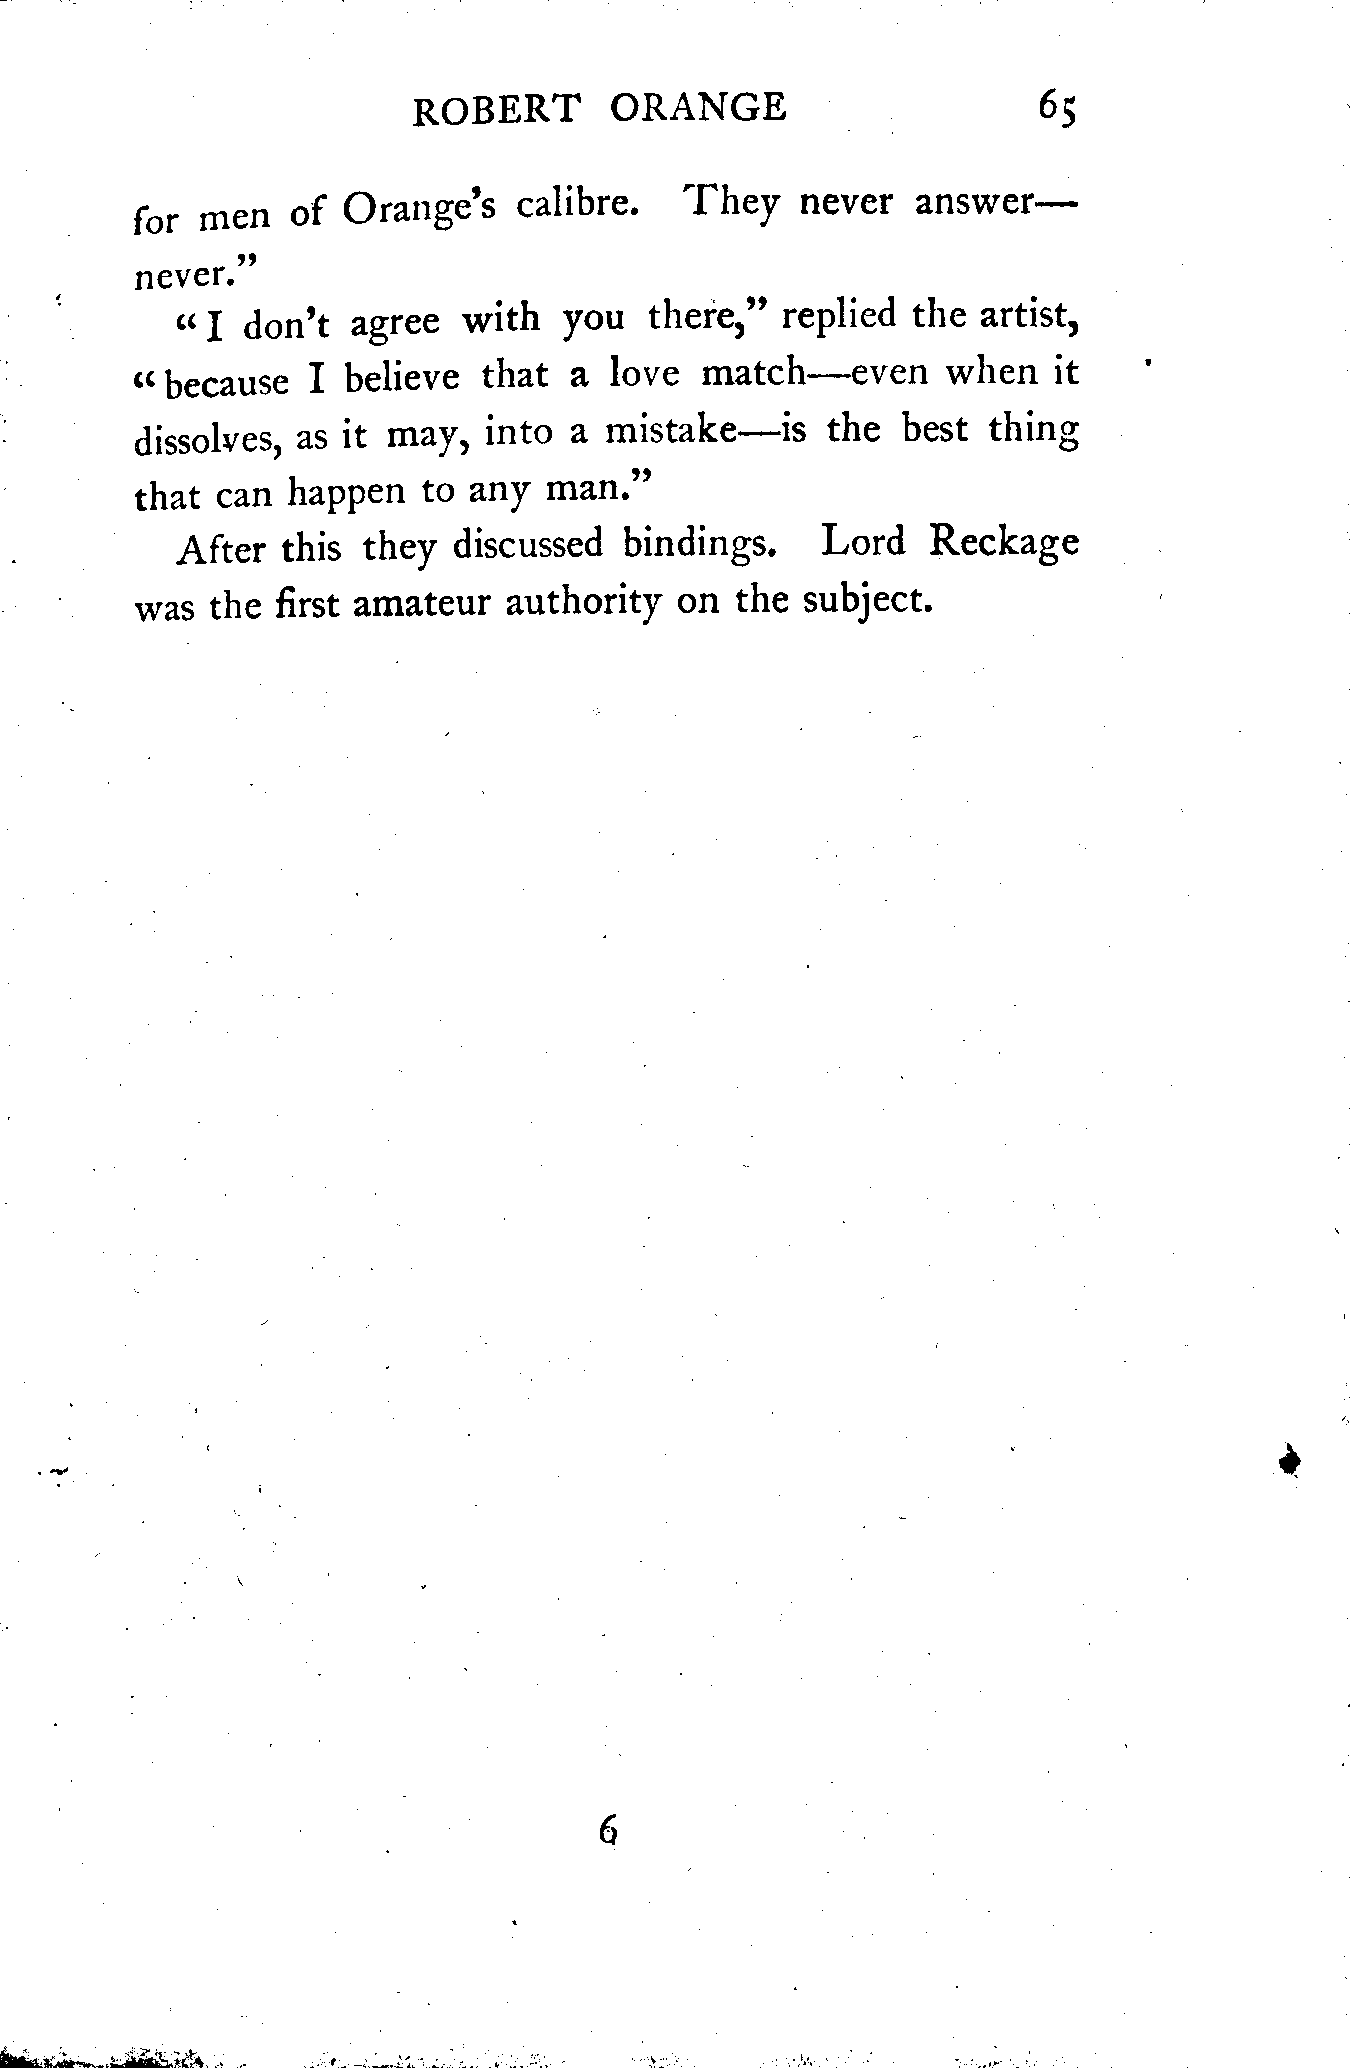 ROBERT ORANGE 65
for men of Orange's calibre. They never answer—
never."
"I don't agree with you there," replied the artist,
"because I believe that a love match—even when it
dissolves, as it may, into a mistake—is the best thing
that can happen to any man."
After this they discussed bindings. Lord Reckage
was the first amateur authority on the subject.
6